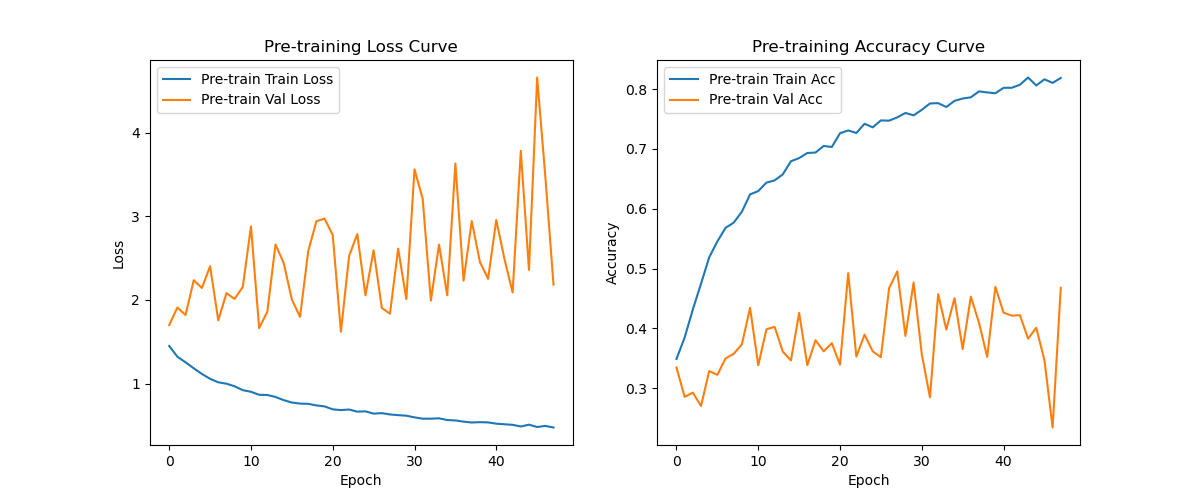 Pre-training Loss Curve
Pre-train Train Loss
Pre-train Val Loss
4
3
2
1
Loss
0
10
20
30
40
Epoch
Pre-training Accuracy Curve
Pre-train Train Acc
Pre-train Val Acc
0.8
0.7
0.6
0.5
0.4
0.3
Accuracy
0
10
20
30
40
Epoch